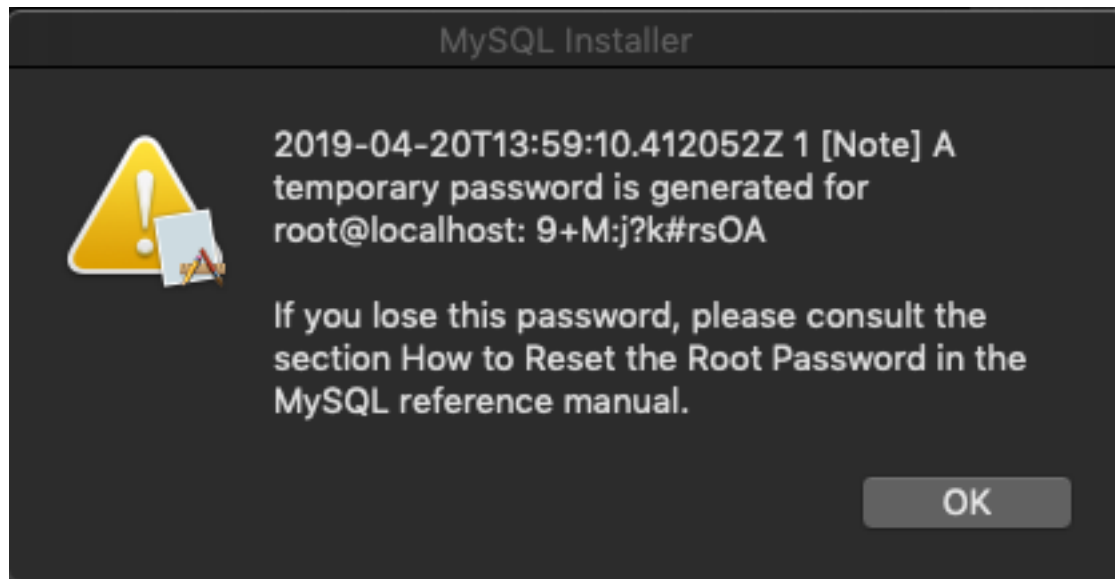 MySQL Installer
2019-04-20T13:59:10.412052Z 1 [Note] A
temporary password is generated for
root@localhost: 9+M:j?k#rsOA
If you lose this password, please consult the
section How to Reset the Root Password in the
MySQL reference manual.
OK